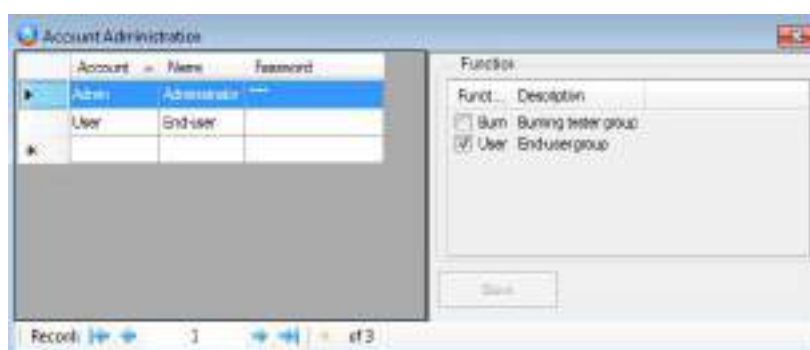 Account Administration
Account Name Password
Admin Administrator ****
User End-user
Function
Funct... Description
Burn Burning tester group
User End-user group
Save
Record: 1 of 3